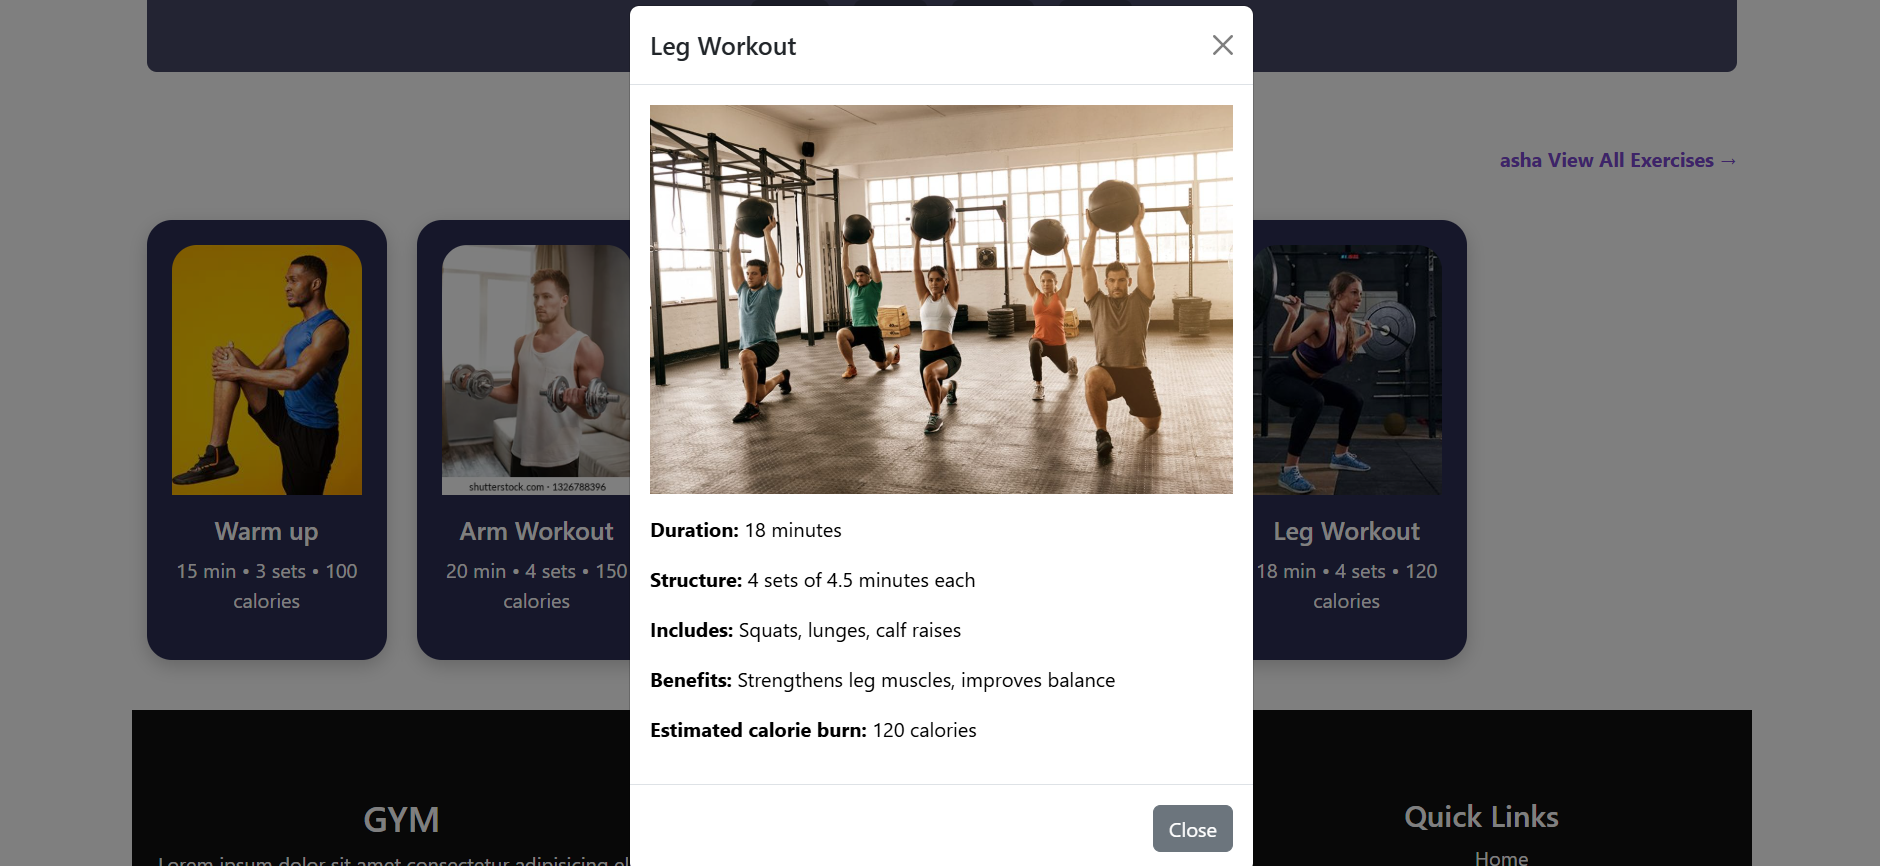 Leg Workout
asha View All Exercises →
shutterstock.com · 1326788396
Warm up
15 min • 3 sets • 100
calories
Arm Workout
20 min • 4 sets • 150
calories
Duration: 18 minutes
Structure: 4 sets of 4.5 minutes each
Includes: Squats, lunges, calf raises
Benefits: Strengthens leg muscles, improves balance
Estimated calorie burn: 120 calories
Leg Workout
18 min • 4 sets • 120
calories
Close
GYM
Lorem ipsum dolor sit amet consectetur adipisicing el
Quick Links
Home